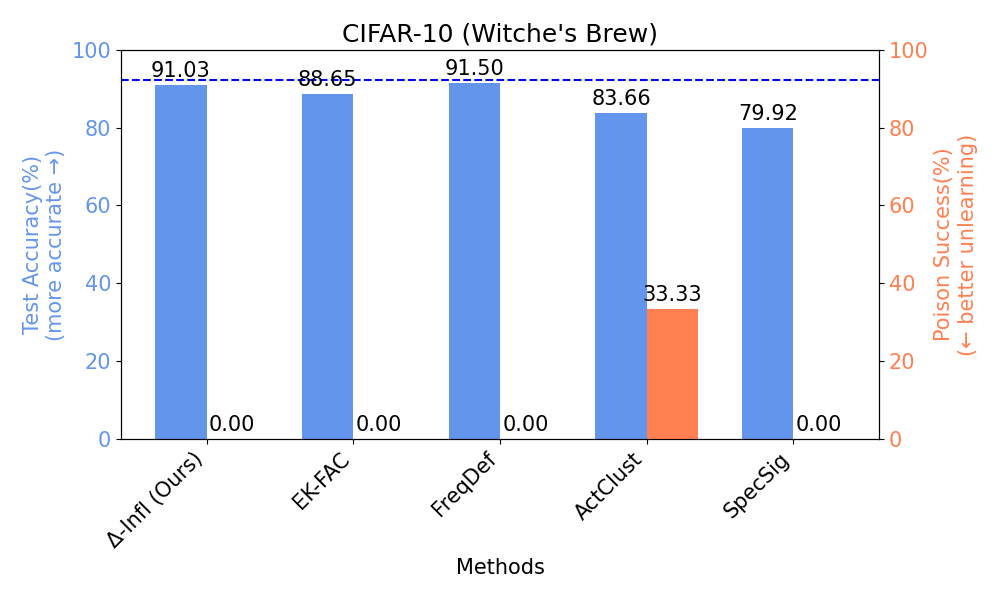 CIFAR-10 (Witche's Brew)
100
80
60
40
20
0
Test Accuracy(%)
(more accurate →)
91.03
88.65
91.50
83.66
79.92
33.33
0.00
0.00
0.00
0.00
100
80
60
40
20
0
Poison Success(%)
(← better unlearning)
Δ-Infl (Ours)
EK-FAC
FreqDef
ActClust
SpecSig
Methods